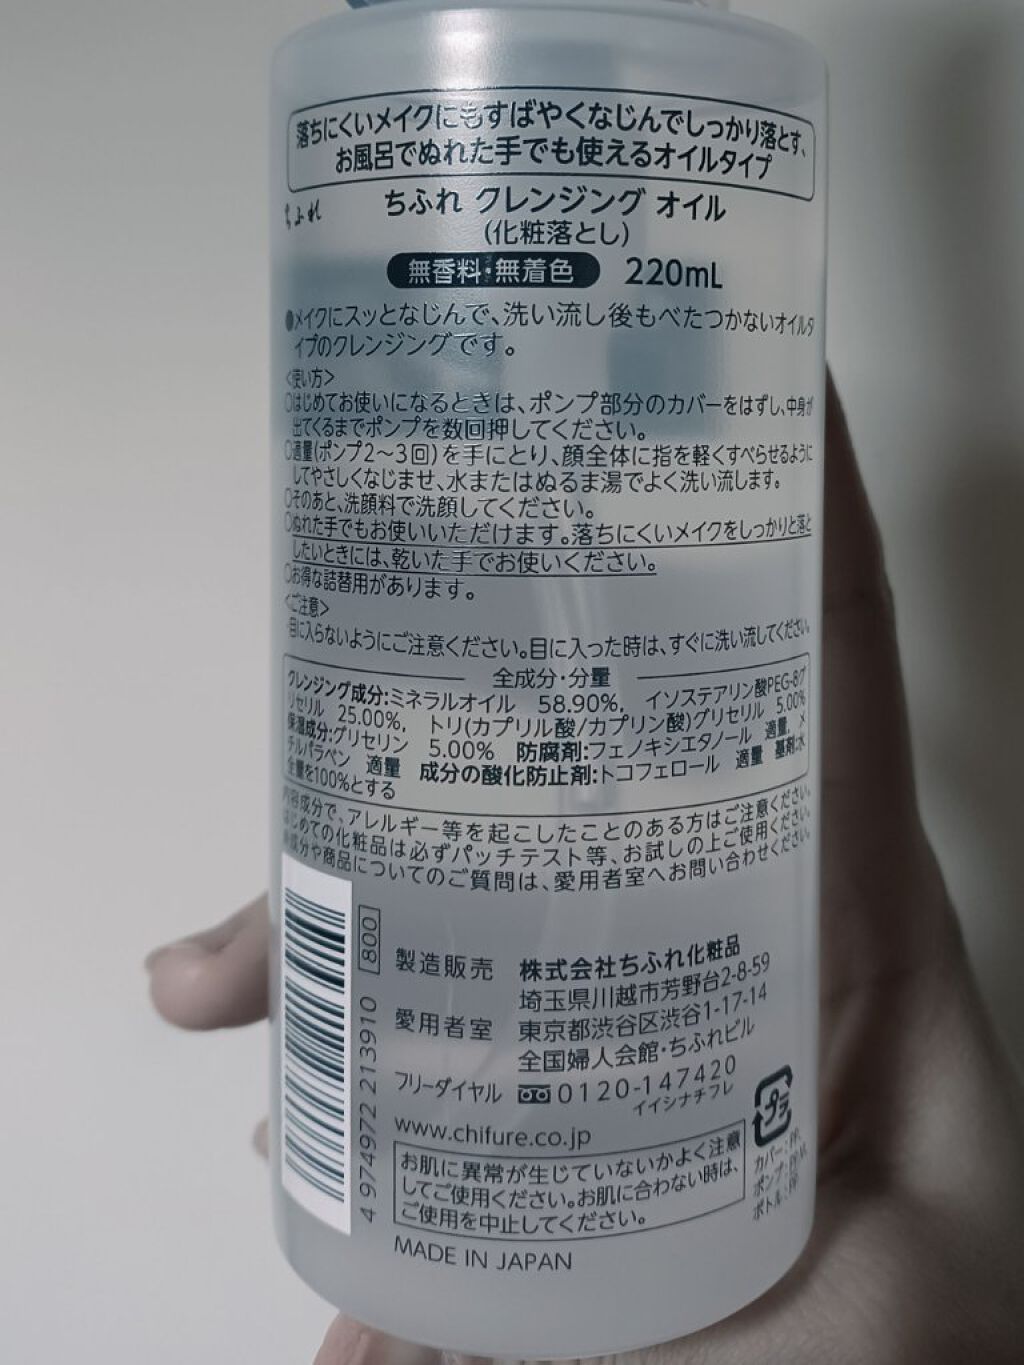 落ちにくいメイクにもすばやくなじんでしっかり落とす、
お風呂でぬれた手でも使えるオイルタイプ
ちふれ
ちふれ クレンジング オイル
(化粧落とし)
無香料・無着色 220mL
●メイクにスッとなじんで、洗い流し後もべたつかないオイルタ
イプのクレンジングです。
<使い方>
○はじめてお使いになるときは、ポンプ部分のカバーをはずし、中身が
出てくるまでポンプを数回押してください。
○適量(ポンプ2~3回)を手にとり、顔全体に指を軽くすべらせるように
してやさしくなじませ、水またはぬるま湯でよく洗い流します。
○そのあと、洗顔料で洗顔してください。
○ぬれた手でもお使いいただけます。落ちにくいメイクをしっかりと落と
したいときには、乾いた手でお使いください。
○お得な詰替用があります。
<ご注意>
・目に入らないようにご注意ください。目に入った時は、すぐに洗い流してください。
全成分・分量
クレンジング成分:ミネラルオイル 58.90%, イソステアリン酸PEG-8グ
リセリル 25.00%, トリ(カプリル酸/カプリン酸)グリセリル 5.00%
保湿成分:グリセリン 5.00% 防腐剤:フェノキシエタノール 適量, メ
チルパラベン 適量 成分の酸化防止剤:トコフェロール 適量 基剤:水
全量を100%とする
内容成分で、アレルギー等を起こしたことのある方はご注意ください。
はじめての化粧品は必ずパッチテスト等、お試しの上ご使用ください。
成分や商品についてのご質問は、愛用者室へお問い合わせください。
800
4 974972 213910
製造販売 株式会社ちふれ化粧品
埼玉県川越市芳野台2-8-59
愛用者室 東京都渋谷区渋谷1-17-14
全国婦人会館・ちふれビル
フリーダイヤル 0120-147420
イイシナチフレ
www.chifure.co.jp
お肌に異常が生じていないかよく注意
してご使用ください。お肌に合わない時は、
ご使用を中止してください。
MADE IN JAPAN
プラ
カバー:PP,
ポンプ:PP,M,
ボトル:PP